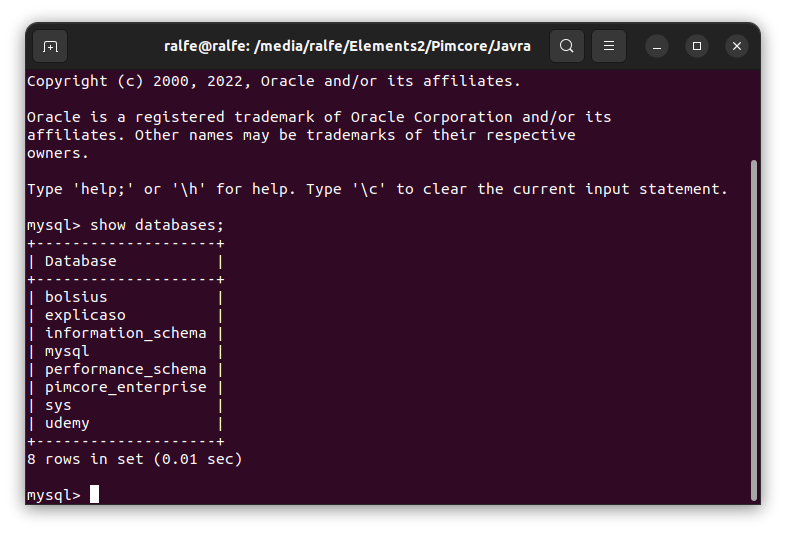 ralfe@ralfe: /media/ralfe/Elements2/Pimcore/Javra
Copyright (c) 2000, 2022, Oracle and/or its affiliates.
Oracle is a registered trademark of Oracle Corporation and/or its
affiliates. Other names may be trademarks of their respective
owners.
Type 'help;' or '\h' for help. Type '\c' to clear the current input statement.
mysql> show databases;
+--------------------+
| Database           |
+--------------------+
| bolsius            |
| explicaso          |
| information_schema |
| mysql              |
| performance_schema |
| pimcore_enterprise |
| sys                |
| udemy              |
+--------------------+
8 rows in set (0.01 sec)
mysql>